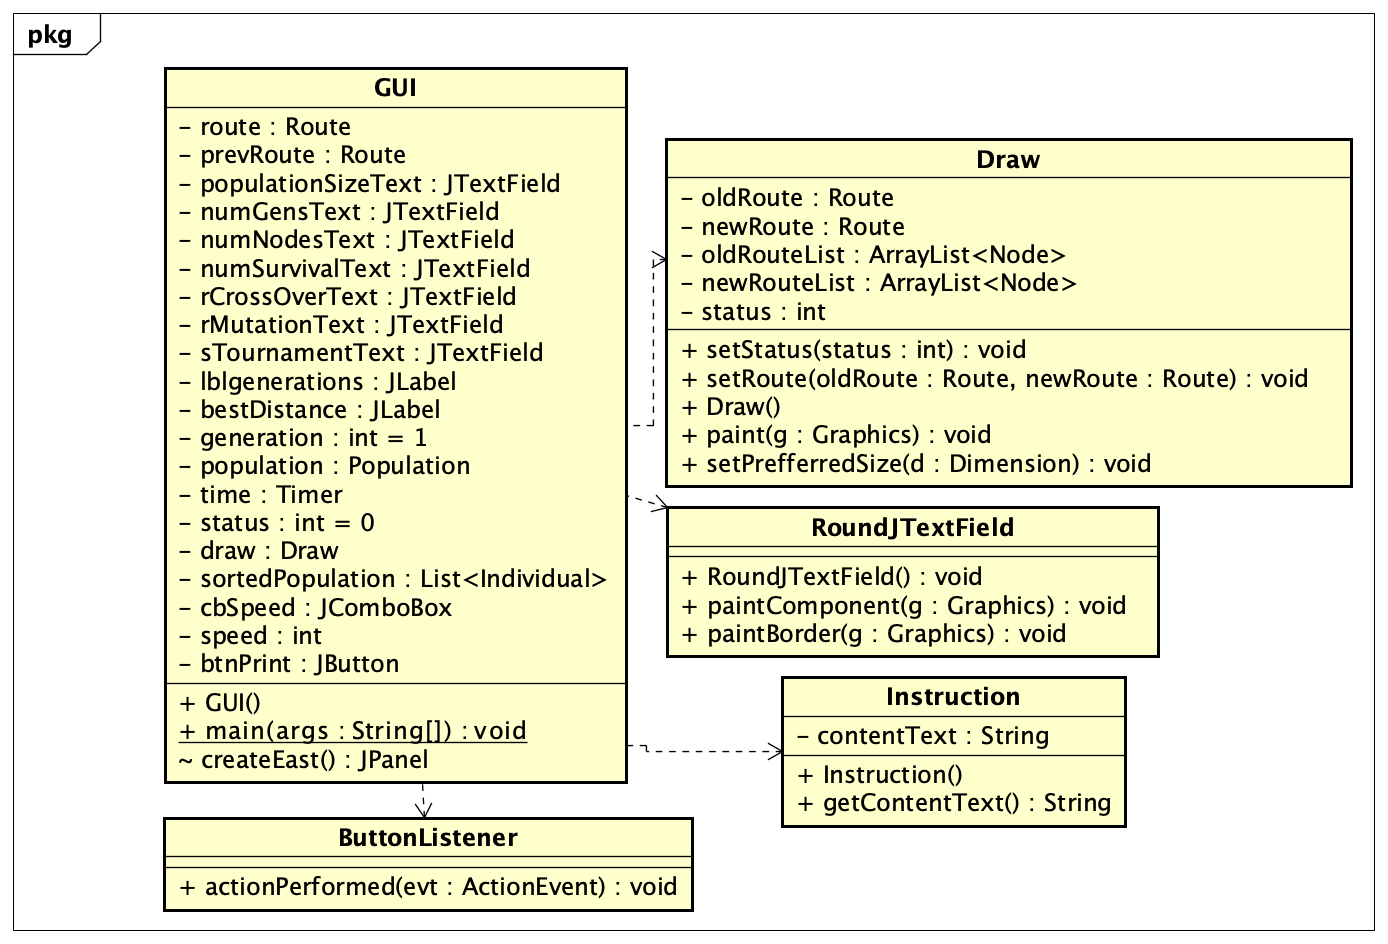 pkg
GUI
- route : Route
- prevRoute : Route
- populationSizeText : JTextField
- numGensText : JTextField
- numNodesText : JTextField
- numSurvivalText : JTextField
- rCrossOverText : JTextField
- rMutationText : JTextField
- sTournamentText : JTextField
- lblgenerations : JLabel
- bestDistance : JLabel
- generation : int = 1
- population : Population
- time : Timer
- status : int = 0
- draw : Draw
- sortedPopulation : List<Individual>
- cbSpeed : JComboBox
- speed : int
- btnPrint : JButton
+ GUI()
+ main(args : String[]) : void
~ createEast() : JPanel
Draw
- oldRoute : Route
- newRoute : Route
- oldRouteList : ArrayList<Node>
- newRouteList : ArrayList<Node>
- status : int
+ setStatus(status : int) : void
+ setRoute(oldRoute : Route, newRoute : Route) : void
+ Draw()
+ paint(g : Graphics) : void
+ setPrefferredSize(d : Dimension) : void
RoundJTextField
+ RoundJTextField() : void
+ paintComponent(g : Graphics) : void
+ paintBorder(g : Graphics) : void
Instruction
- contentText : String
+ Instruction()
+ getContentText() : String
ButtonListener
+ actionPerformed(evt : ActionEvent) : void